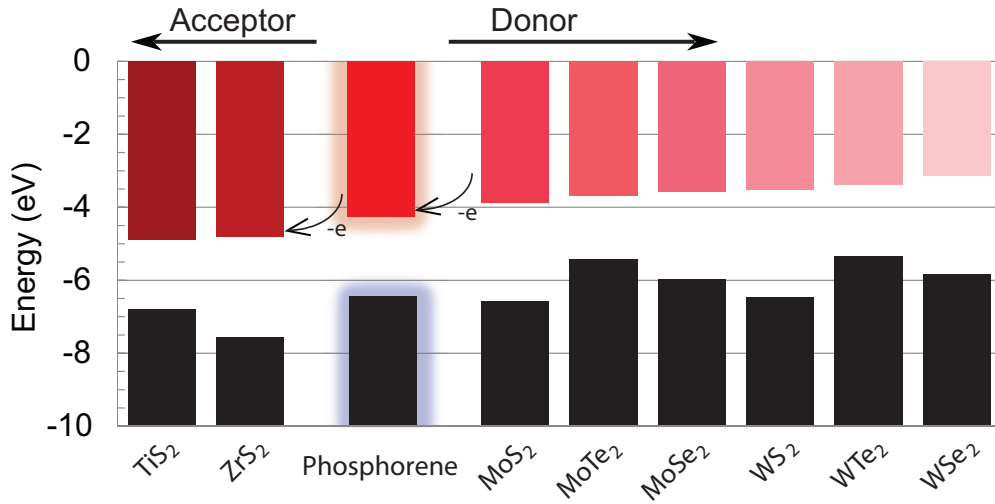 Acceptor Donor
Energy (eV)
0
-2
-4
-6
-8
-10
-e
-e
TiS₂
ZrS₂
Phosphorene
MoS₂
MoTe₂
MoSe₂
WS₂
WTe₂
WSe₂